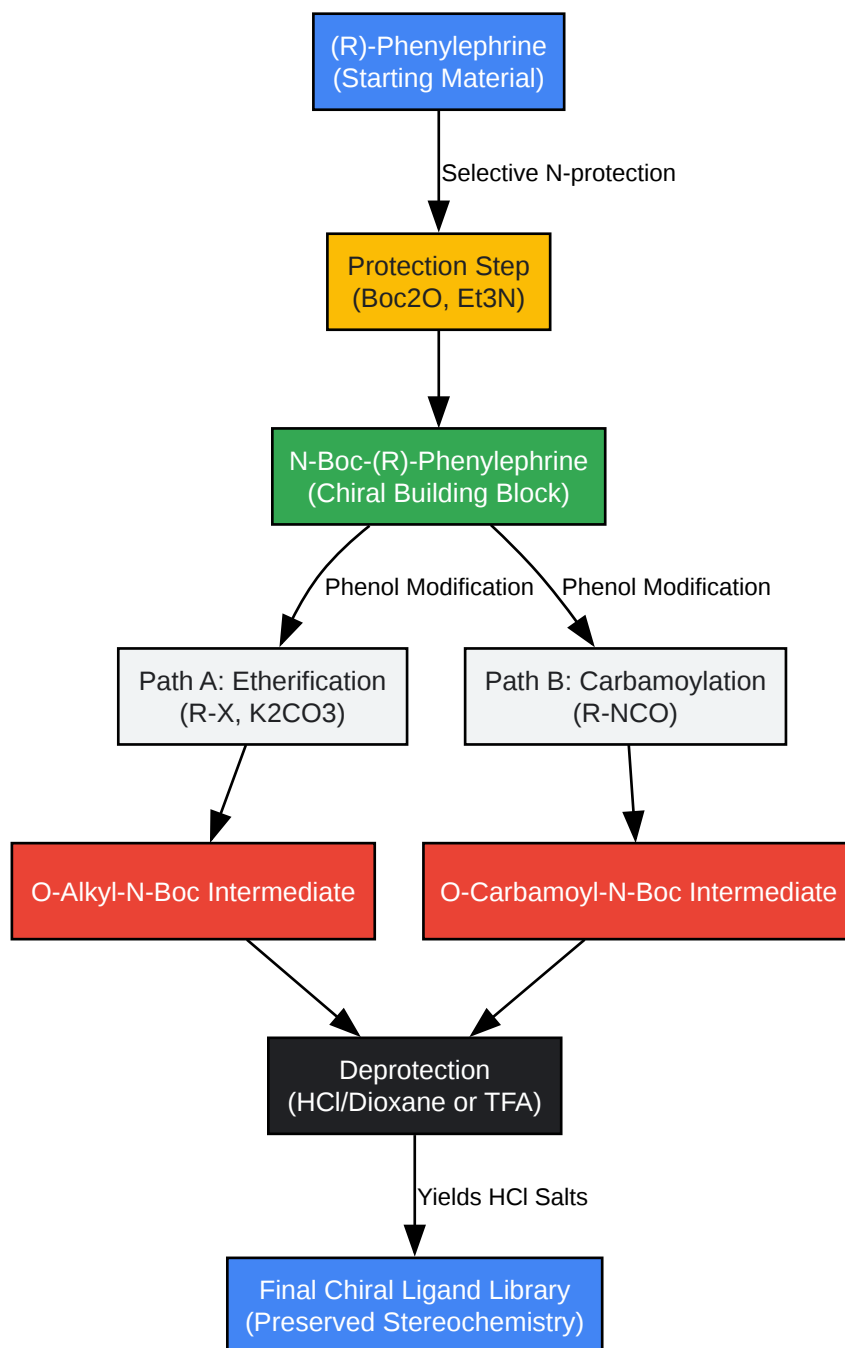 (R)-Phenylephrine
(Starting Material)
Selective N-protection
Protection Step
(Boc2O, Et3N)
N-Boc-(R)-Phenylephrine
(Chiral Building Block)
Phenol Modification
Phenol Modification
Path A: Etherification
(R-X, K2CO3)
Path B: Carbamoylation
(R-NCO)
O-Alkyl-N-Boc Intermediate
O-Carbamoyl-N-Boc Intermediate
Deprotection
(HCl/Dioxane or TFA)
Yields HCl Salts
Final Chiral Ligand Library
(Preserved Stereochemistry)